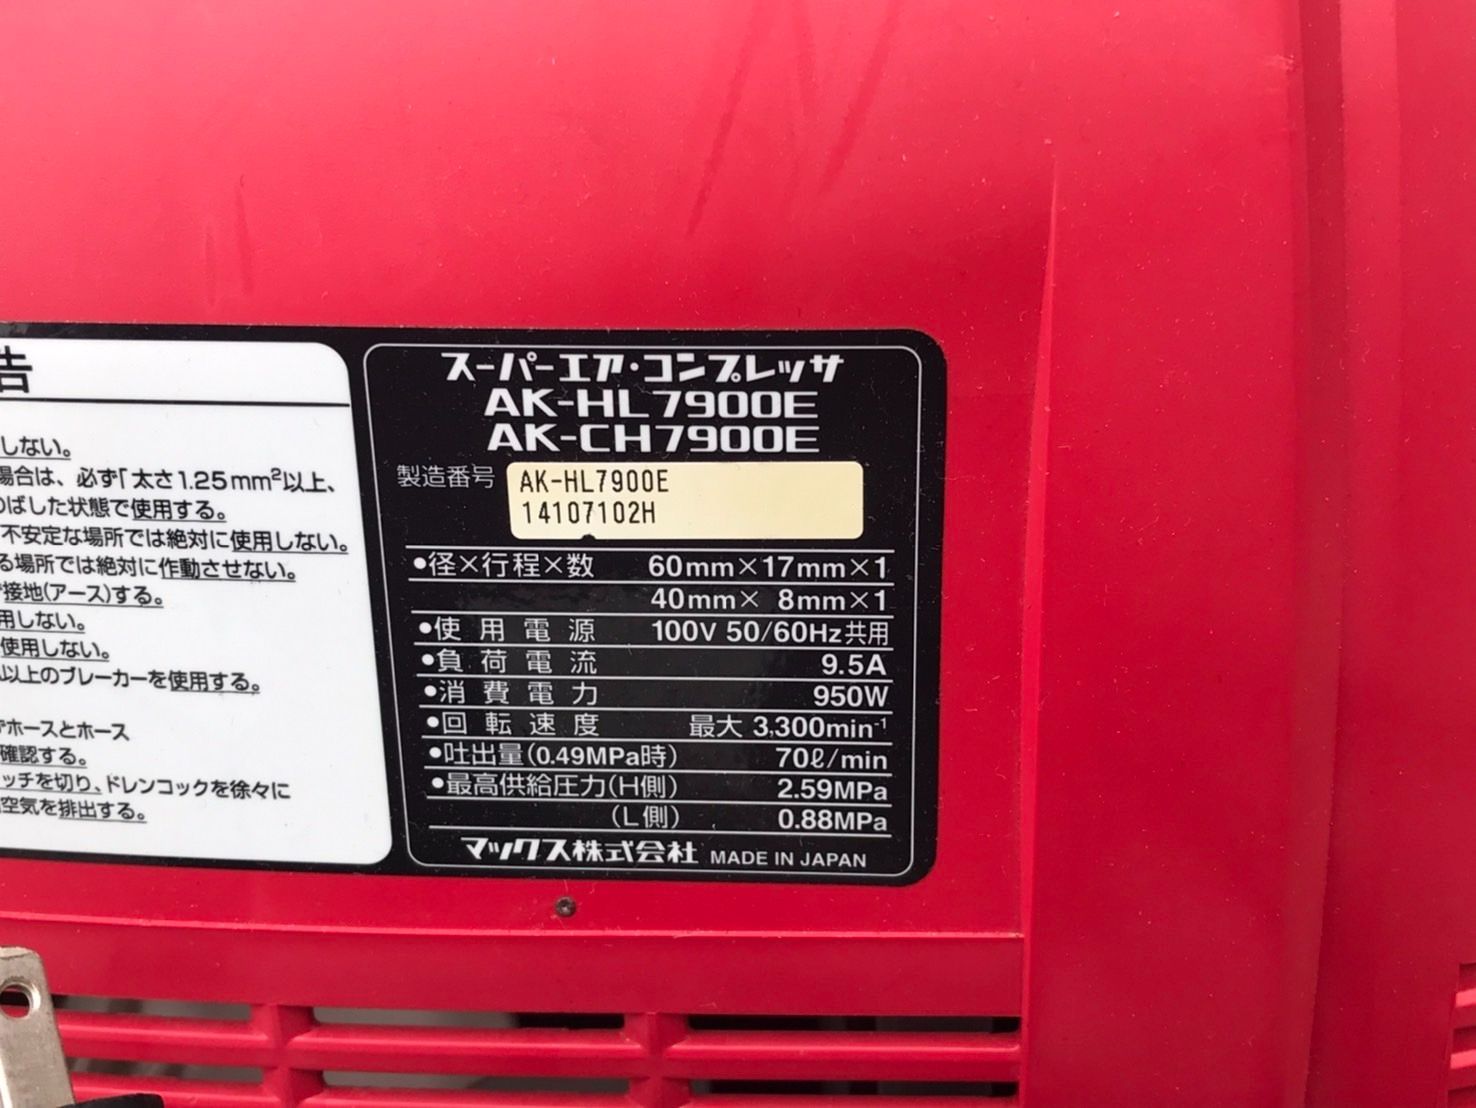 告
しない。
場合は、必ず「太さ1.25mm²以上、
のばした状態で使用する。
不安定な場所では絶対に使用しない。
る場所では絶対に作動させない。
接地(アース)する。
用しない。
使用しない。
以上のブレーカーを使用する。
ホースとホース
確認する。
ッチを切り、ドレンコックを徐々に
空気を排出する。
スーパーエア・コンプレッサ
AK-HL7900E
AK-CH7900E
製造番号
AK-HL7900E
14107102H
•径×行程×数 60mm×17mm×1
40mm× 8mm×1
•使用電源 100V 50/60Hz共用
•負荷電流 9.5A
•消費電力 950W
•回転速度 最大 3,300min⁻¹
•吐出量(0.49MPa時) 70ℓ/min
•最高供給圧力(H側) 2.59MPa
(L側) 0.88MPa
マックス株式会社 MADE IN JAPAN